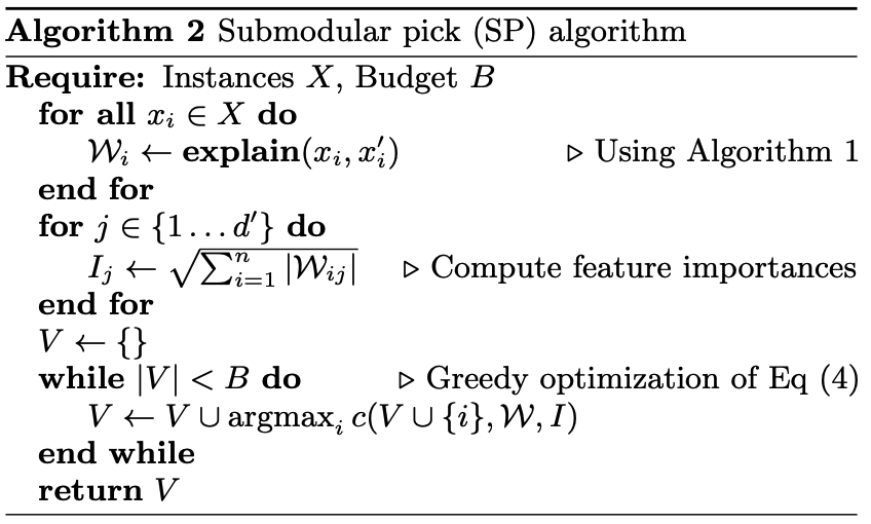 Algorithm 2 Submodular pick (SP) algorithm
Require: Instances X, Budget B
for all xᵢ ∈ X do
𝒲ᵢ ← explain(xᵢ, xᵢ′) ▷ Using Algorithm 1
end for
for j ∈ {1 … d′} do
Iⱼ ← √(∑ⁿᵢ₌₁ |𝒲ᵢⱼ|) ▷ Compute feature importances
end for
V ← {}
while |V| < B do ▷ Greedy optimization of Eq (4)
V ← V ∪ argmaxᵢ c(V ∪ {i}, 𝒲, I)
end while
return V